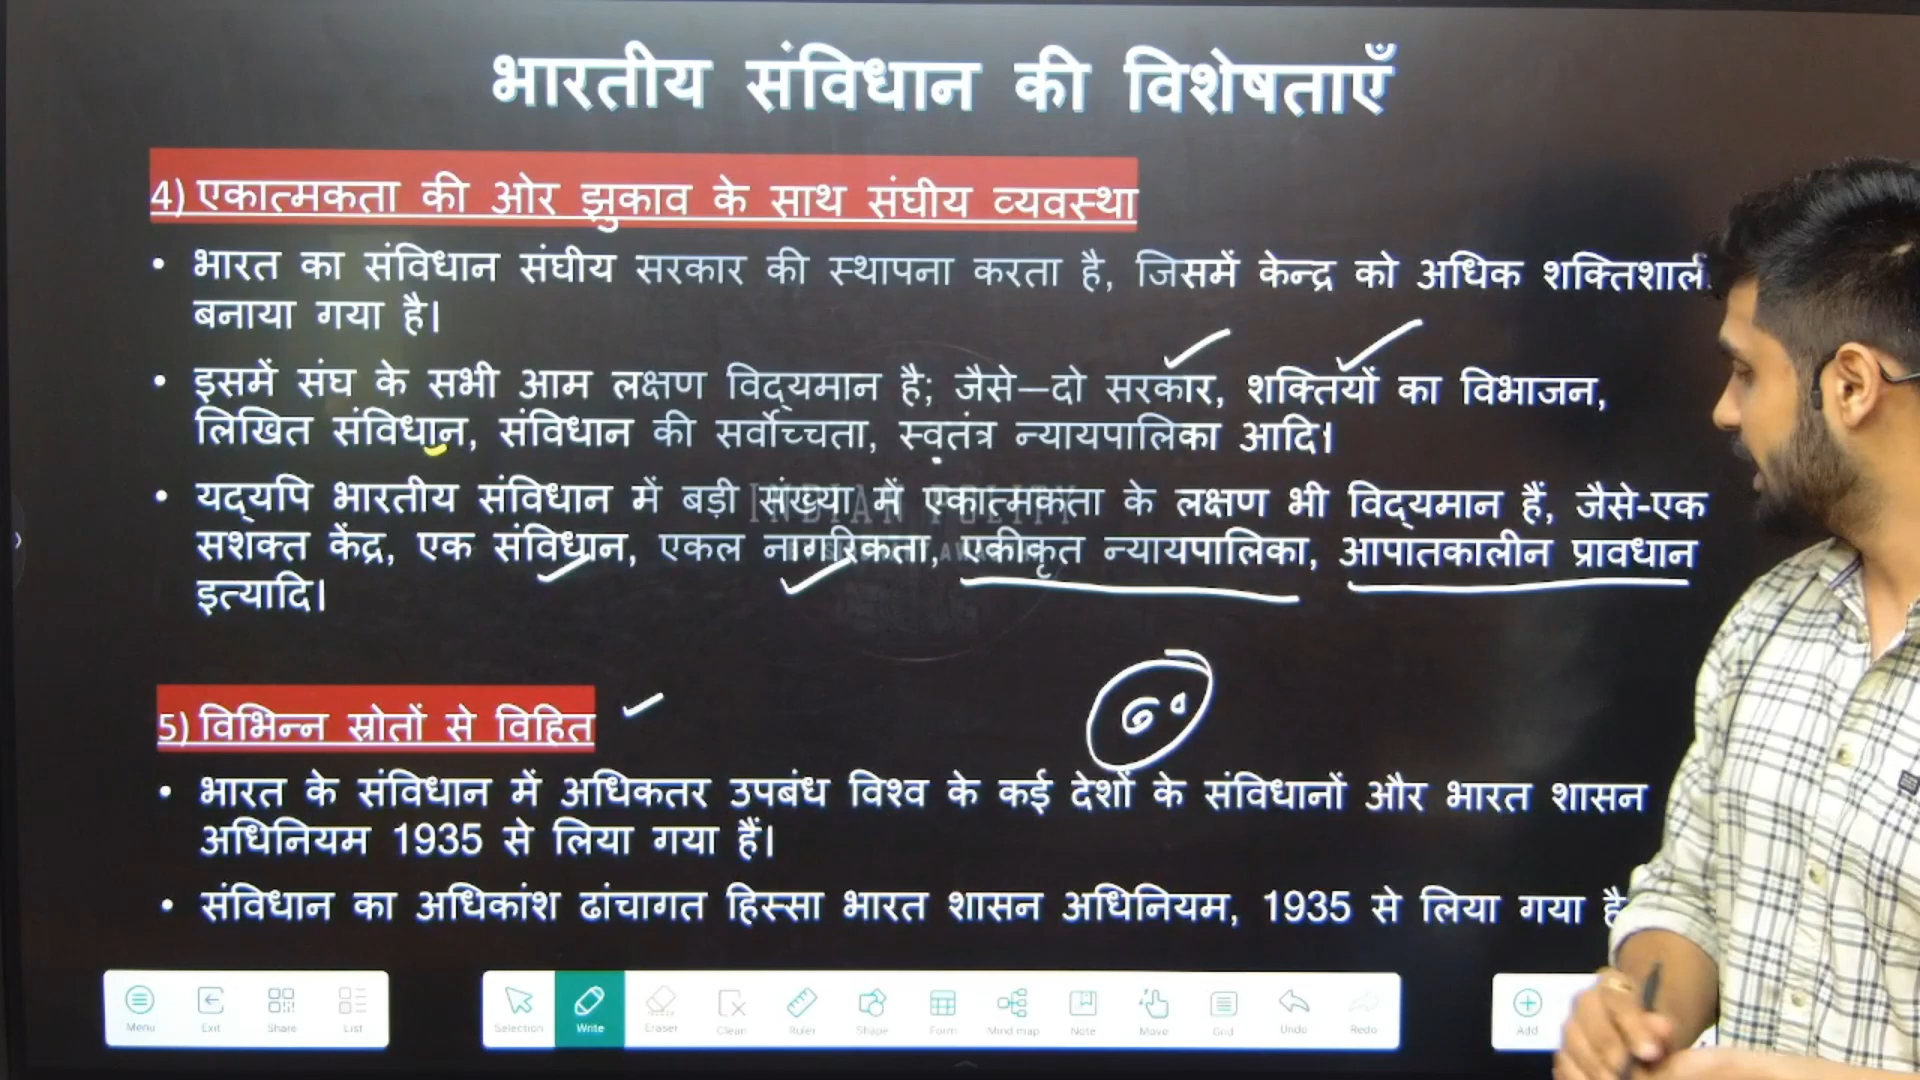 भारतीय संविधान की विशेषताएँ
4) एकात्मकता की ओर झुकाव के साथ संघीय व्यवस्था
• भारत का संविधान संघीय सरकार की स्थापना करता है, जिसमें केन्द्र को अधिक
बनाया गया है।
• इसमें संघ के सभी आम लक्षण विद्यमान है; जैसे–दो सरकार, शक्तियों का विभाजन,
लिखित संविधान, संविधान की सर्वोच्चता, स्वतंत्र न्यायपालिका आदि।
• यद्यपि भारतीय संविधान में बड़ी संख्या में एकात्मकता के लक्षण भी विद्यमान हैं, जैसे-एक
सशक्त केंद्र, एक संविधान, एकल नागरिकता, एकीकृत न्यायपालिका, आपातकालीन प्रावधान
इत्यादि।
INDIAN POLITY
5) विभिन्न स्रोतों से विहित
• भारत के संविधान में अधिकतर उपबंध विश्व के कई देशों के संविधानों और भारत शासन
अधिनियम 1935 से लिया गया हैं।
• संविधान का अधिकांश ढांचागत हिस्सा भारत शासन अधिनियम, 1935 से लिया गया है
Menu Exit Share List Selection Write Eraser Clean Ruler Shape Form Mind map Note Move Grid Undo Redo Add